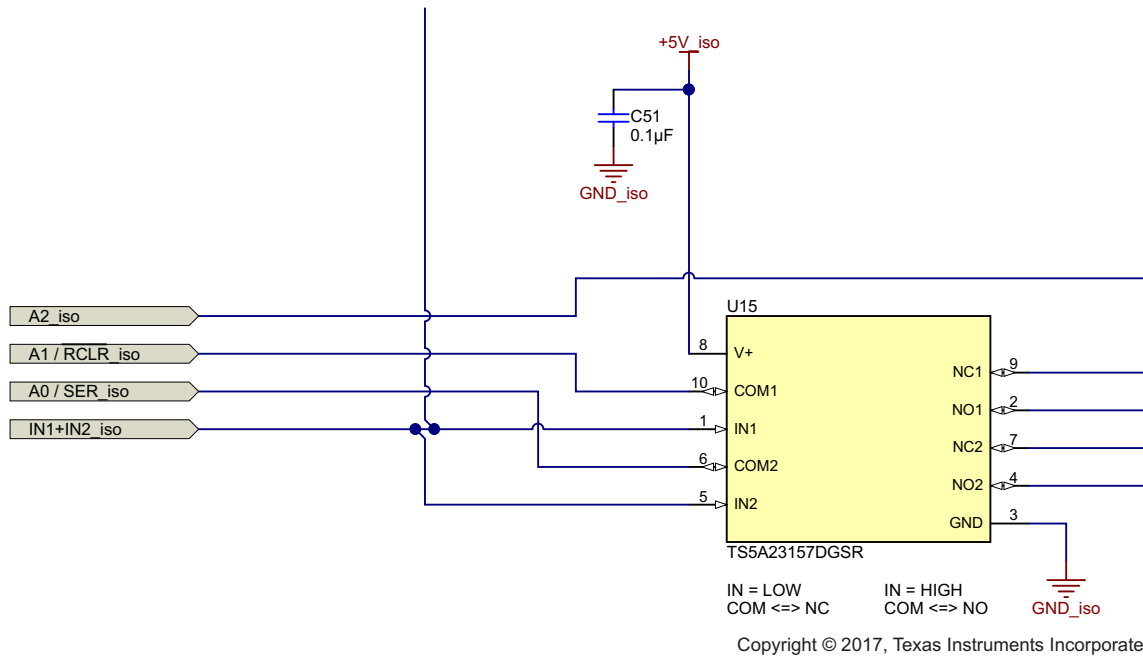 +5V_iso
C51
0.1µF
GND_iso
A2_iso
A1 / RCLR_iso
A0 / SER_iso
IN1+IN2_iso
U15
8
V+
10
COM1
1
IN1
6
COM2
5
IN2
NC1
9
NO1
2
NC2
7
NO2
4
GND
3
TS5A23157DGSR
IN = LOW
COM <=> NC
IN = HIGH
COM <=> NO
GND_iso
Copyright © 2017, Texas Instruments Incorporate